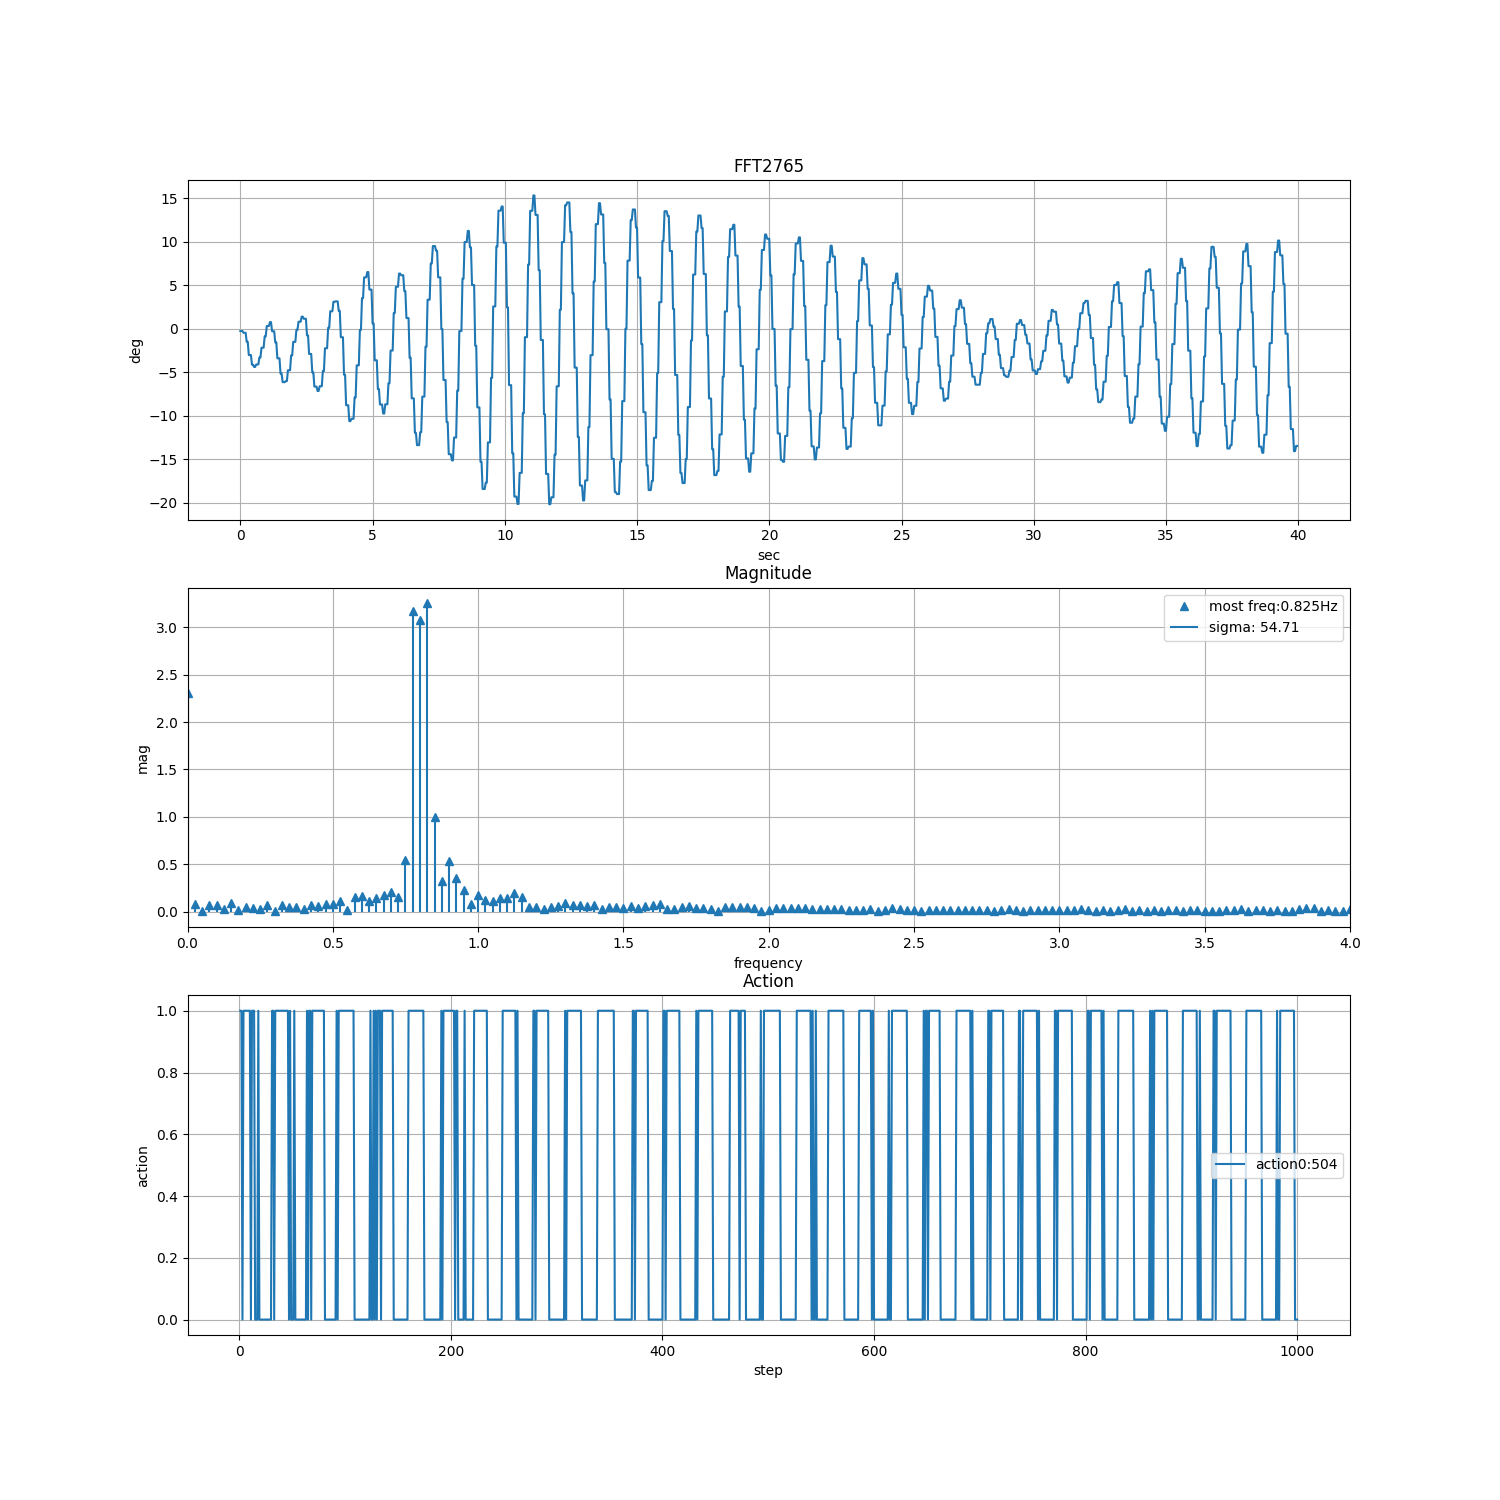 FFT2765
15
10
5
0
−5
−10
−15
−20
deg
0 5 10 15 20 25 30 35 40
sec
Magnitude
most freq:0.825Hz
sigma: 54.71
3.0
2.5
2.0
1.5
1.0
0.5
0.0
mag
0.0 0.5 1.0 1.5 2.0 2.5 3.0 3.5 4.0
frequency
Action
1.0
0.8
0.6
0.4
0.2
0.0
action
action0:504
0 200 400 600 800 1000
step